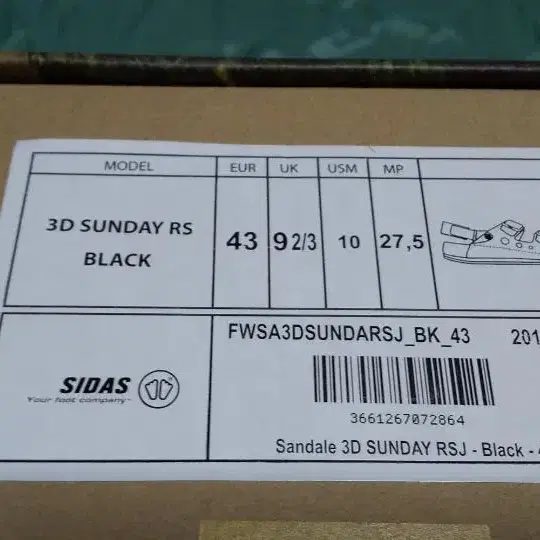 MODEL EUR UK USM MP
3D SUNDAY RS
BLACK
43 9 2/3 10 27,5
FWSA3DSUNDARSJ_BK_43 201
SIDAS
Your foot company
3661267072864
Sandale 3D SUNDAY RSJ - Black -